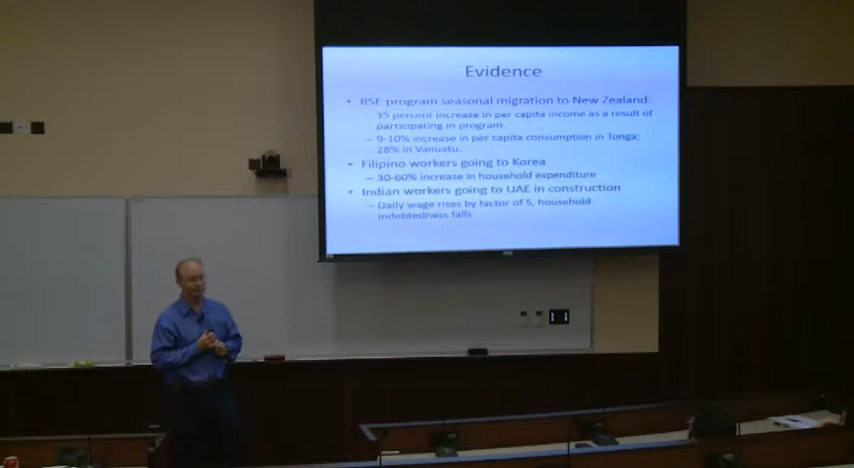 Evidence
• RSE program seasonal migration to New Zealand:
– 35 percent increase in per capita income as a result of
participating in program.
– 9-10% increase in per capita consumption in Tonga;
28% in Vanuatu.
• Filipino workers going to Korea
– 30-60% increase in household expenditure
• Indian workers going to UAE in construction
– Daily wage rises by factor of 5, household
indebtedness falls